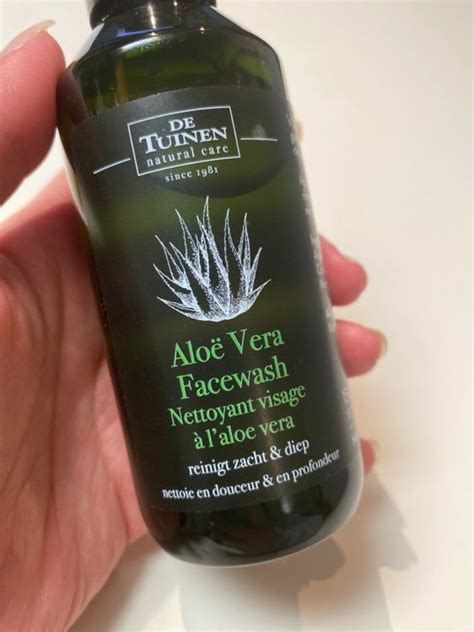 DE
TUINEN
natural care
since 1981
Aloë Vera
Facewash
Nettoyant visage
à l'aloe vera
reinigt zacht & diep
nettoie en douceur & en profondeur